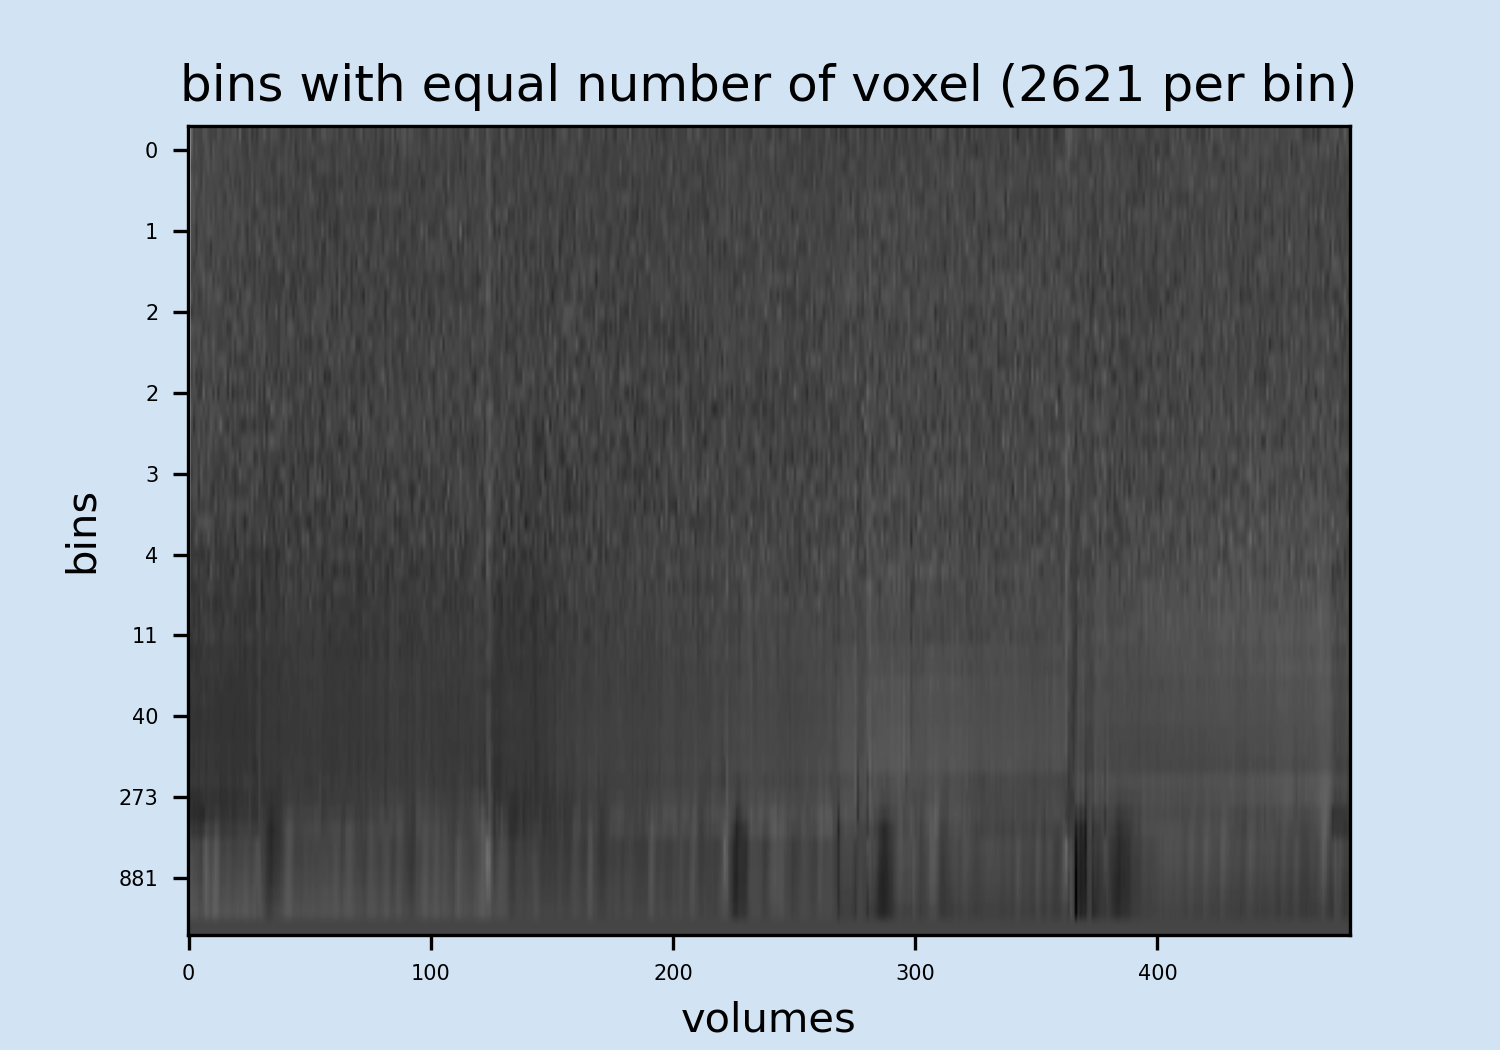 bins with equal number of voxel (2621 per bin)
0
1
2
2
3
4
11
40
273
881
bins
0 100 200 300 400
volumes